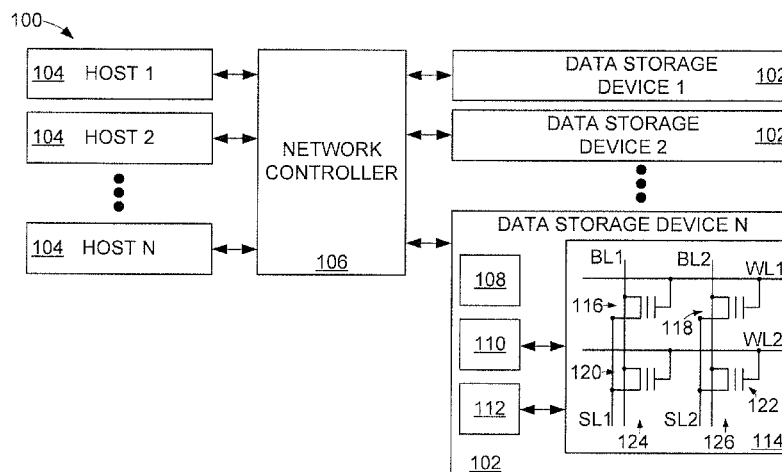 100
104 HOST 1
104 HOST 2
104 HOST N
NETWORK
CONTROLLER
106
DATA STORAGE
DEVICE 1
102
DATA STORAGE
DEVICE 2
102
DATA STORAGE DEVICE N
108
110
112
102
BL1
BL2
WL1
116
118
WL2
120
122
SL1
SL2
124
126
114